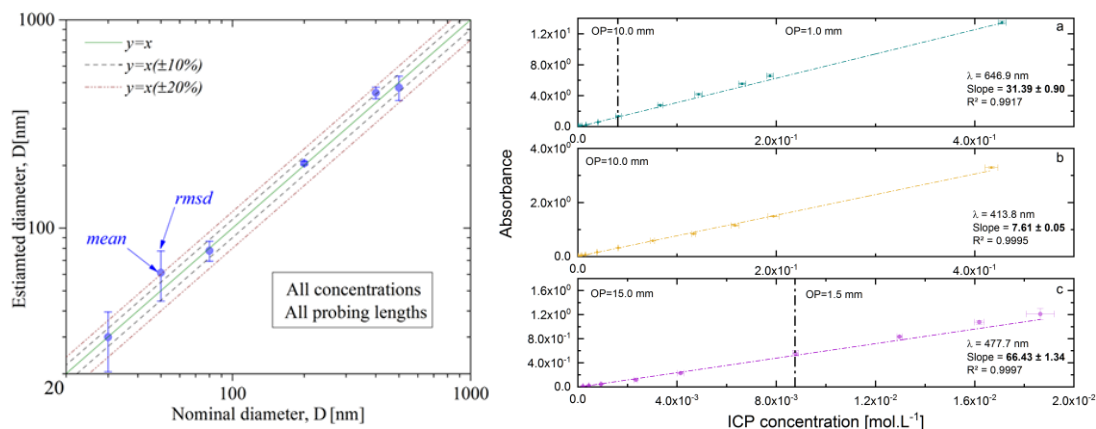 1000
y=x
y=x(±10%)
y=x(±20%)
Estiamted diameter, D[nm]
rmsd
100
mean
All concentrations
All probing lengths
20
100
1000
Nominal diameter, D [nm]
Absorbance
1.2x10¹
8.0x10⁰
4.0x10⁰
0.0
OP=10.0 mm
OP=1.0 mm
a
λ = 646.9 nm
Slope = 31.39 ± 0.90
R² = 0.9917
0.0
2.0x10⁻¹
4.0x10⁻¹
4.0x10⁰
2.0x10⁰
0.0
OP=10.0 mm
b
λ = 413.8 nm
Slope = 7.61 ± 0.05
R² = 0.9995
0.0
2.0x10⁻¹
4.0x10⁻¹
1.6x10⁰
1.2x10⁰
8.0x10⁻¹
4.0x10⁻¹
0.0
OP=15.0 mm
OP=1.5 mm
c
λ = 477.7 nm
Slope = 66.43 ± 1.34
R² = 0.9997
0.0
4.0x10⁻³
8.0x10⁻³
1.2x10⁻²
1.6x10⁻²
2.0x10⁻²
ICP concentration [mol.L⁻¹]